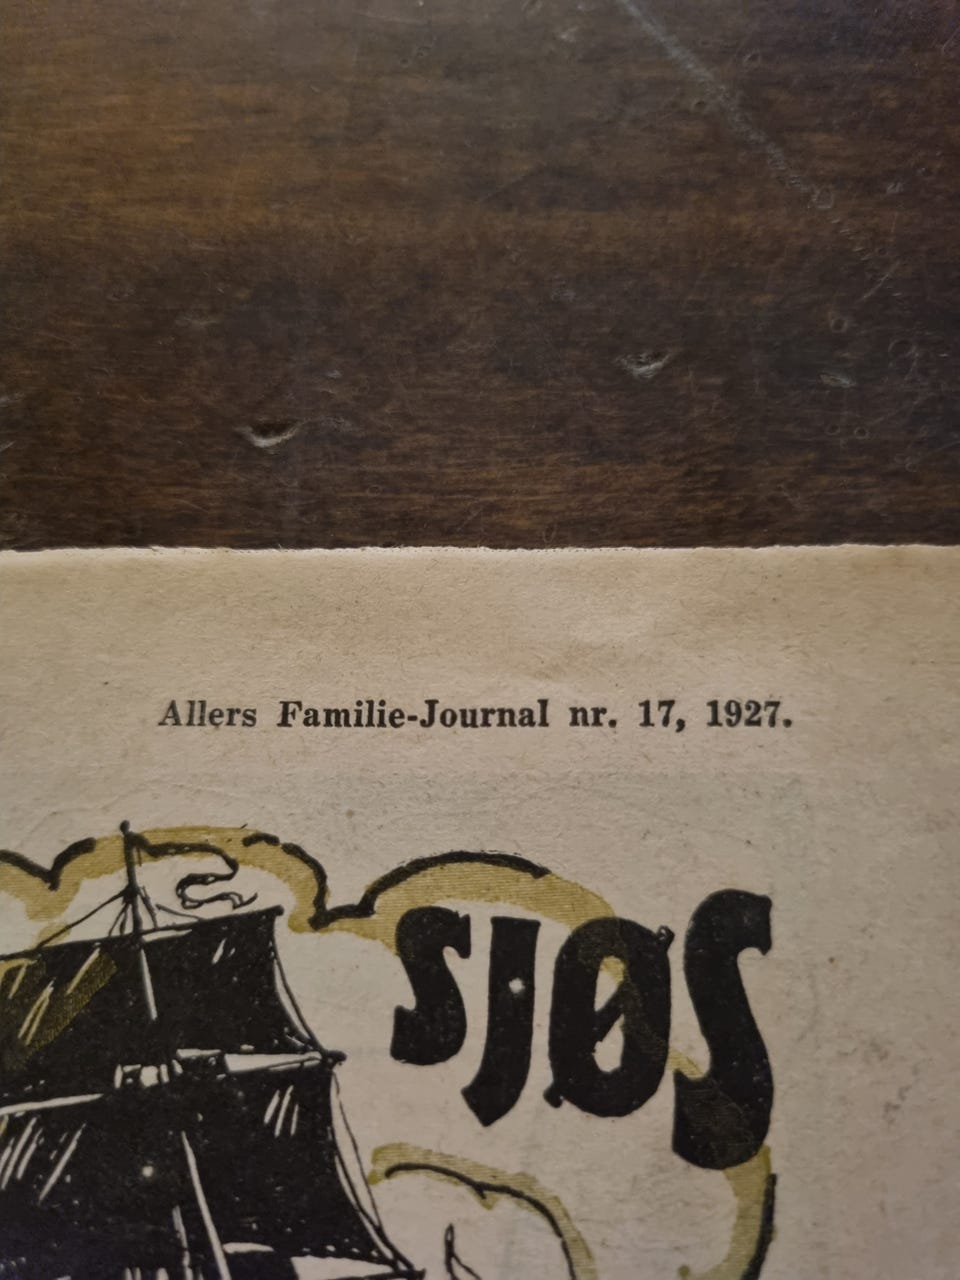 Allers Familie-Journal nr. 17, 1927.
SJØS